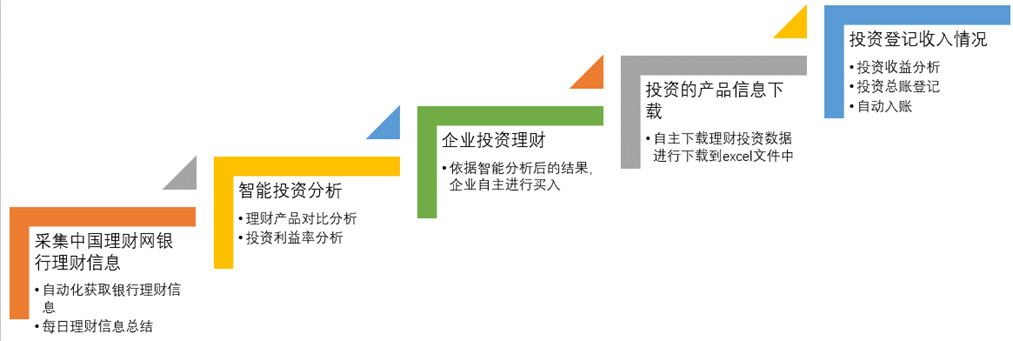 采集中国理财网银
行理财信息
• 自动化获取银行理财信
息
• 每日理财信息总结
智能投资分析
• 理财产品对比分析
• 投资利益率分析
企业投资理财
• 依据智能分析后的结果,
企业自主进行买入
投资的产品信息下
载
• 自主下载理财投资数据
进行下载到excel文件中
投资登记收入情况
• 投资收益分析
• 投资总账登记
• 自动入账